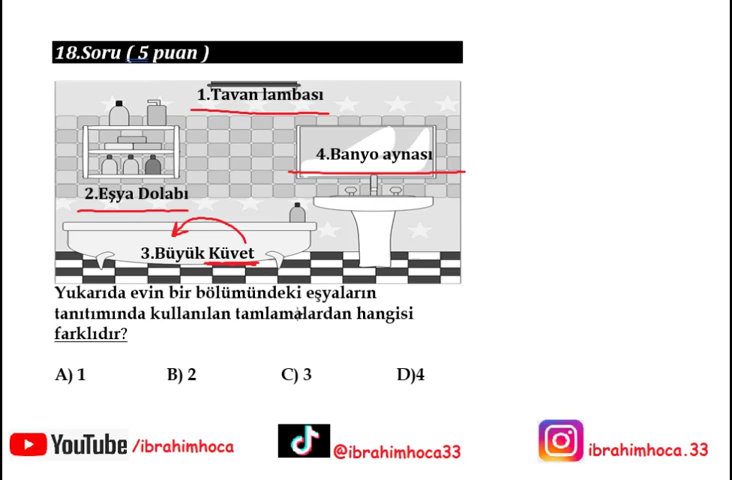 18.Soru ( 5 puan )
1.Tavan lambası
4.Banyo aynası
2.Eşya Dolabı
3.Büyük Küvet
Yukarıda evin bir bölümündeki eşyaların
tanıtımında kullanılan tamlamalardan hangisi
farklıdır?
A) 1 B) 2 C) 3 D)4
YouTube /ibrahimhoca @ibrahimhoca33 ibrahimhoca.33